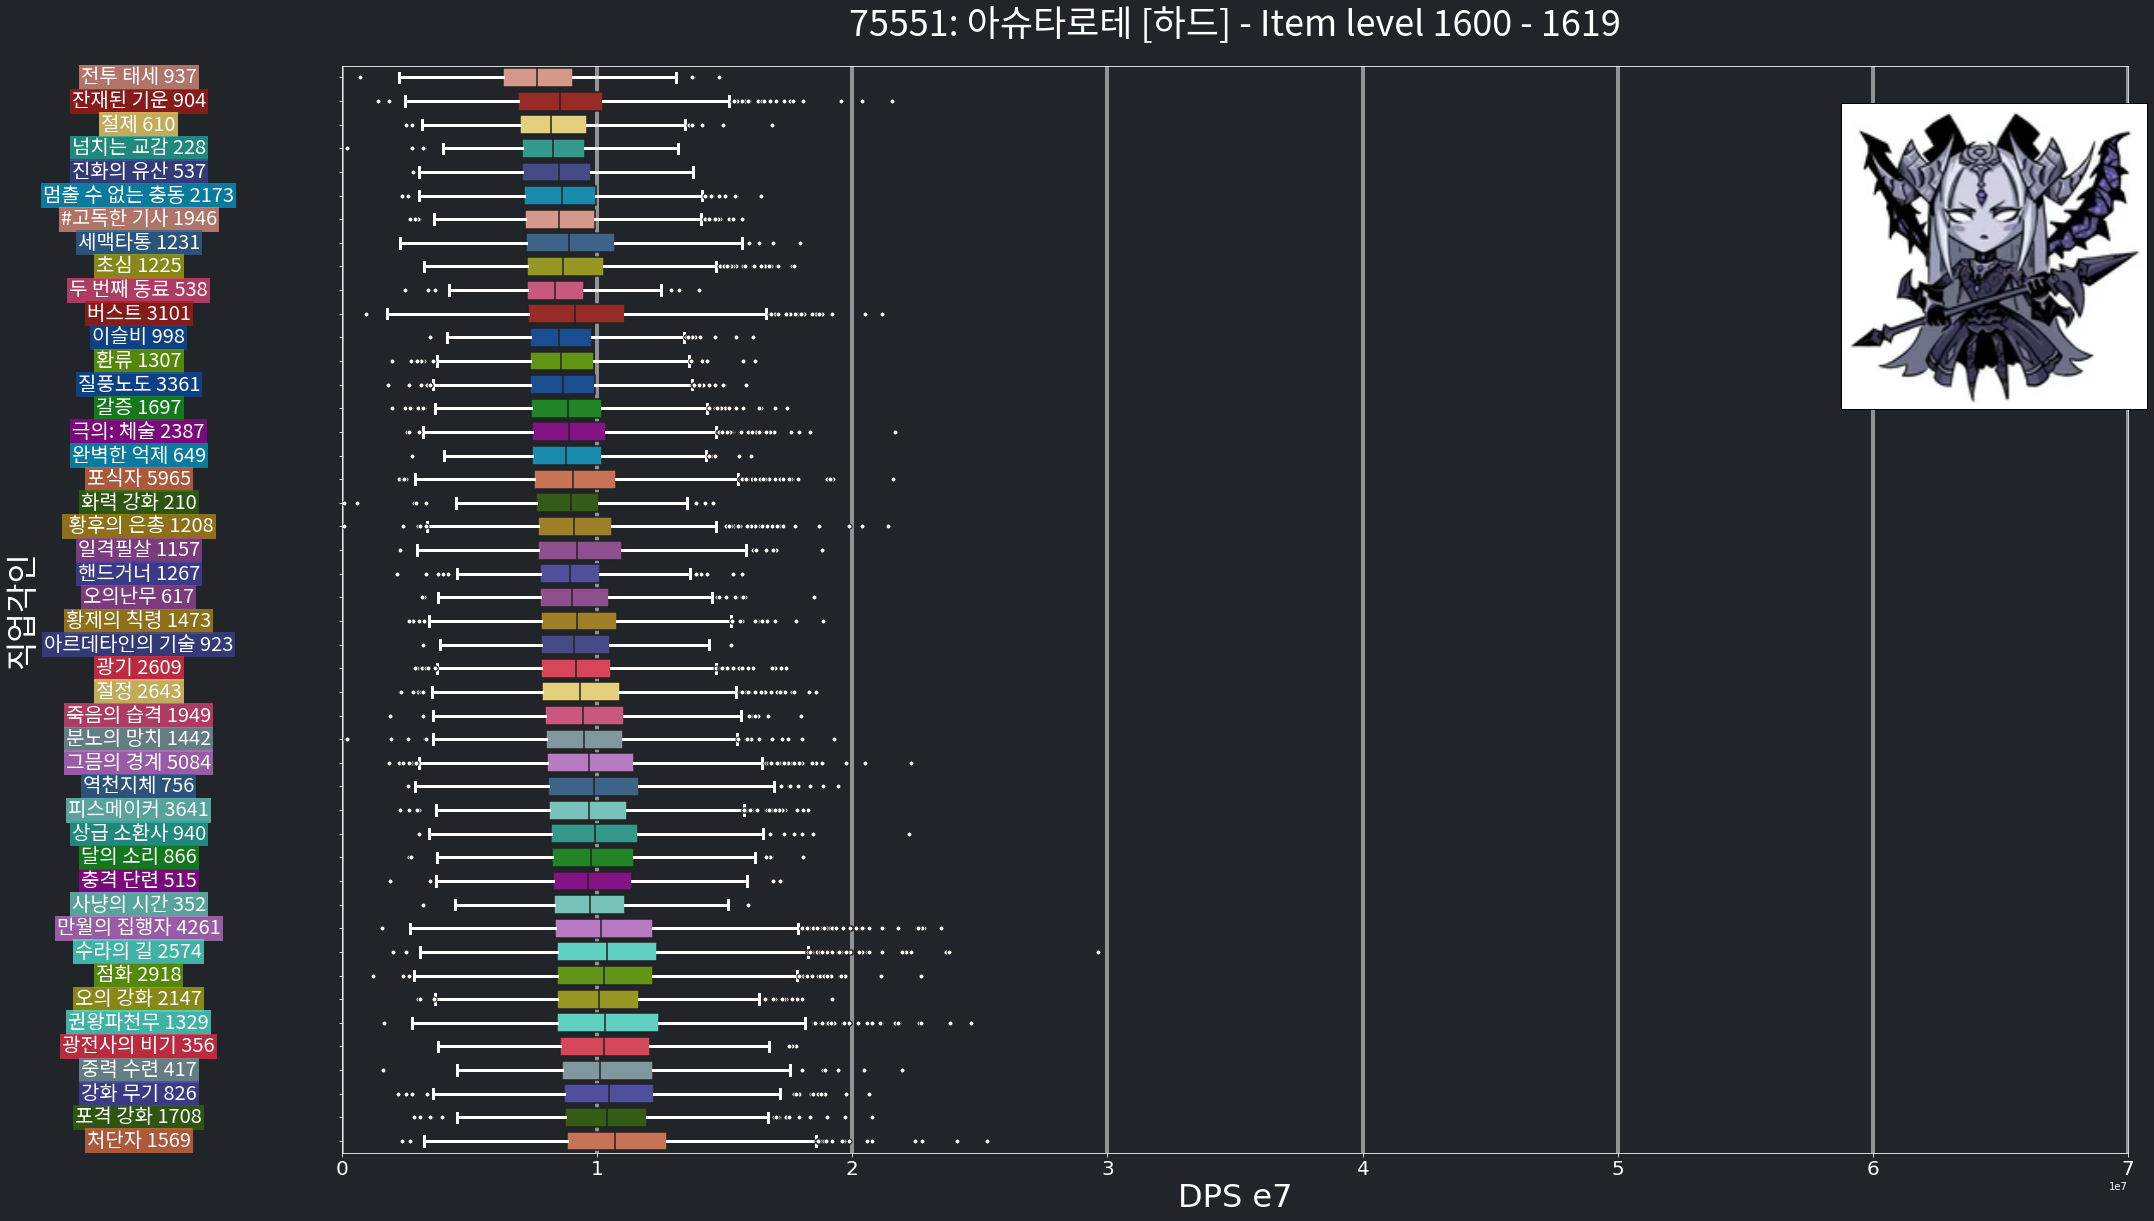 75551: 아슈타로테 [하드] - Item level 1600 - 1619
전투 태세 937
잔재된 기운 904
절제 610
넘치는 교감 228
진화의 유산 537
멈출 수 없는 충동 2173
#고독한 기사 1946
세맥타통 1231
초심 1225
두 번째 동료 538
버스트 3101
이슬비 998
환류 1307
질풍노도 3361
갈증 1697
극의: 체술 2387
완벽한 억제 649
포식자 5965
화력 강화 210
황후의 은총 1208
일격필살 1157
핸드거너 1267
오의난무 617
황제의 칙령 1473
아르데타인의 기술 923
광기 2609
절정 2643
죽음의 습격 1949
분노의 망치 1442
그믐의 경계 5084
역천지체 756
피스메이커 3641
상급 소환사 940
달의 소리 866
충격 단련 515
사냥의 시간 352
만월의 집행자 4261
수라의 길 2574
점화 2918
오의 강화 2147
권왕파천무 1329
광전사의 비기 356
중력 수련 417
강화 무기 826
포격 강화 1708
처단자 1569
직업각인
0 1 2 3 4 5 6 7
DPS e7
1e7